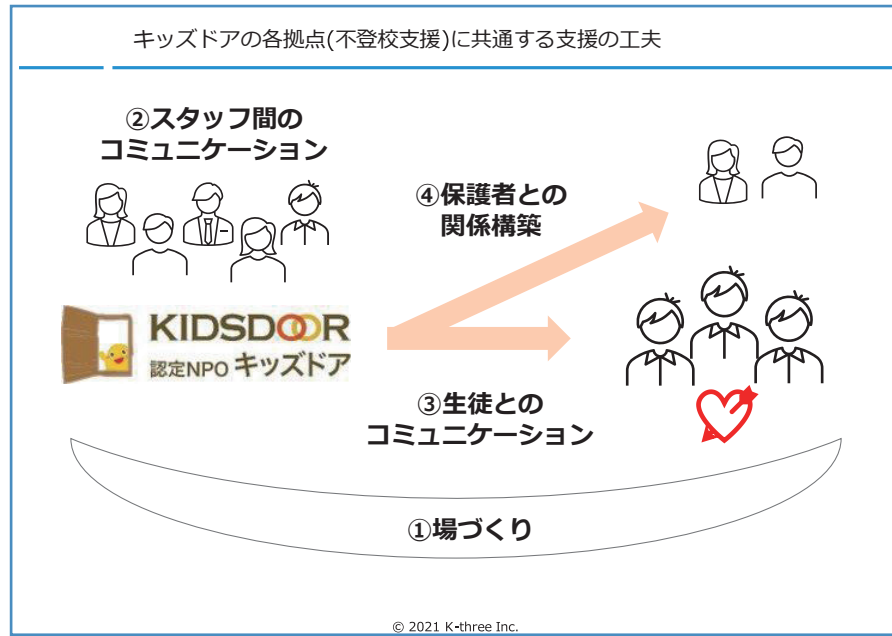 キッズドアの各拠点(不登校支援)に共通する支援の工夫
②スタッフ間の
コミュニケーション
④保護者との
関係構築
KIDSDOOR
認定NPO キッズドア
③生徒との
コミュニケーション
①場づくり
© 2021 K-three Inc.